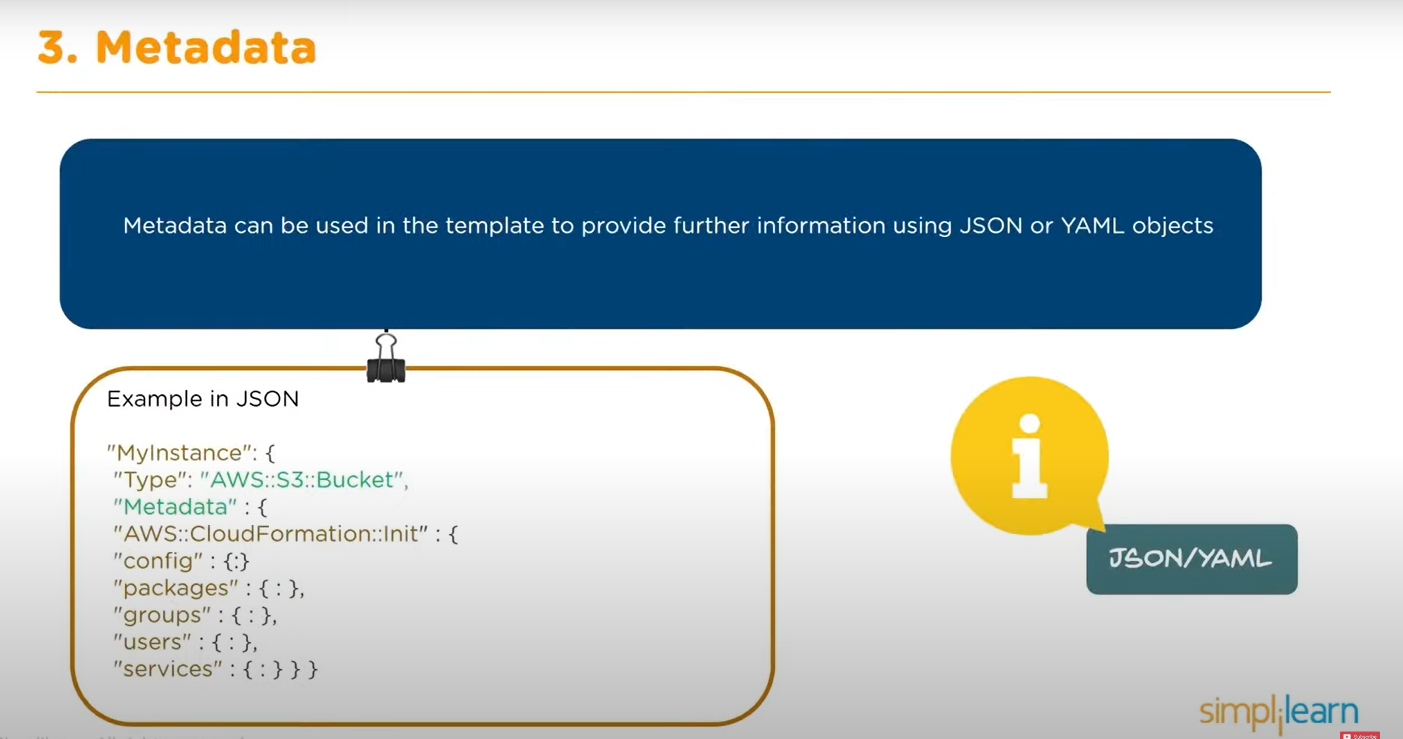 3. Metadata
Metadata can be used in the template to provide further information using JSON or YAML objects
Example in JSON
"MyInstance": {
"Type": "AWS::S3::Bucket",
"Metadata" : {
"AWS::CloudFormation::Init" : {
"config" : {:}
"packages" : { : },
"groups" : { : },
"users" : { : },
"services" : { : } } }
i
JSON/YAML
simplilearn
Subscribe